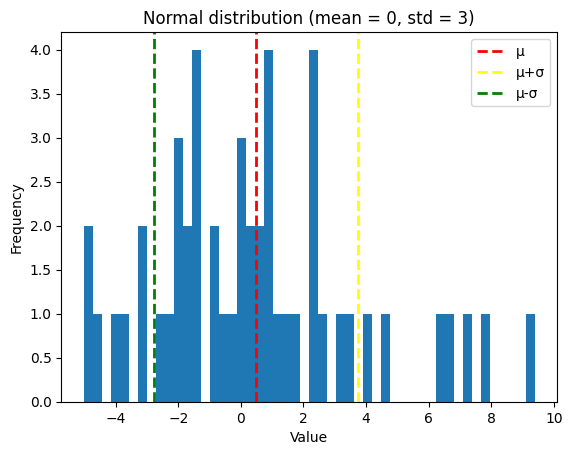 Normal distribution (mean = 0, std = 3)
μ
μ+σ
μ-σ
4.0
3.5
3.0
2.5
2.0
1.5
1.0
0.5
0.0
Frequency
−4
−2
0
2
4
6
8
10
Value